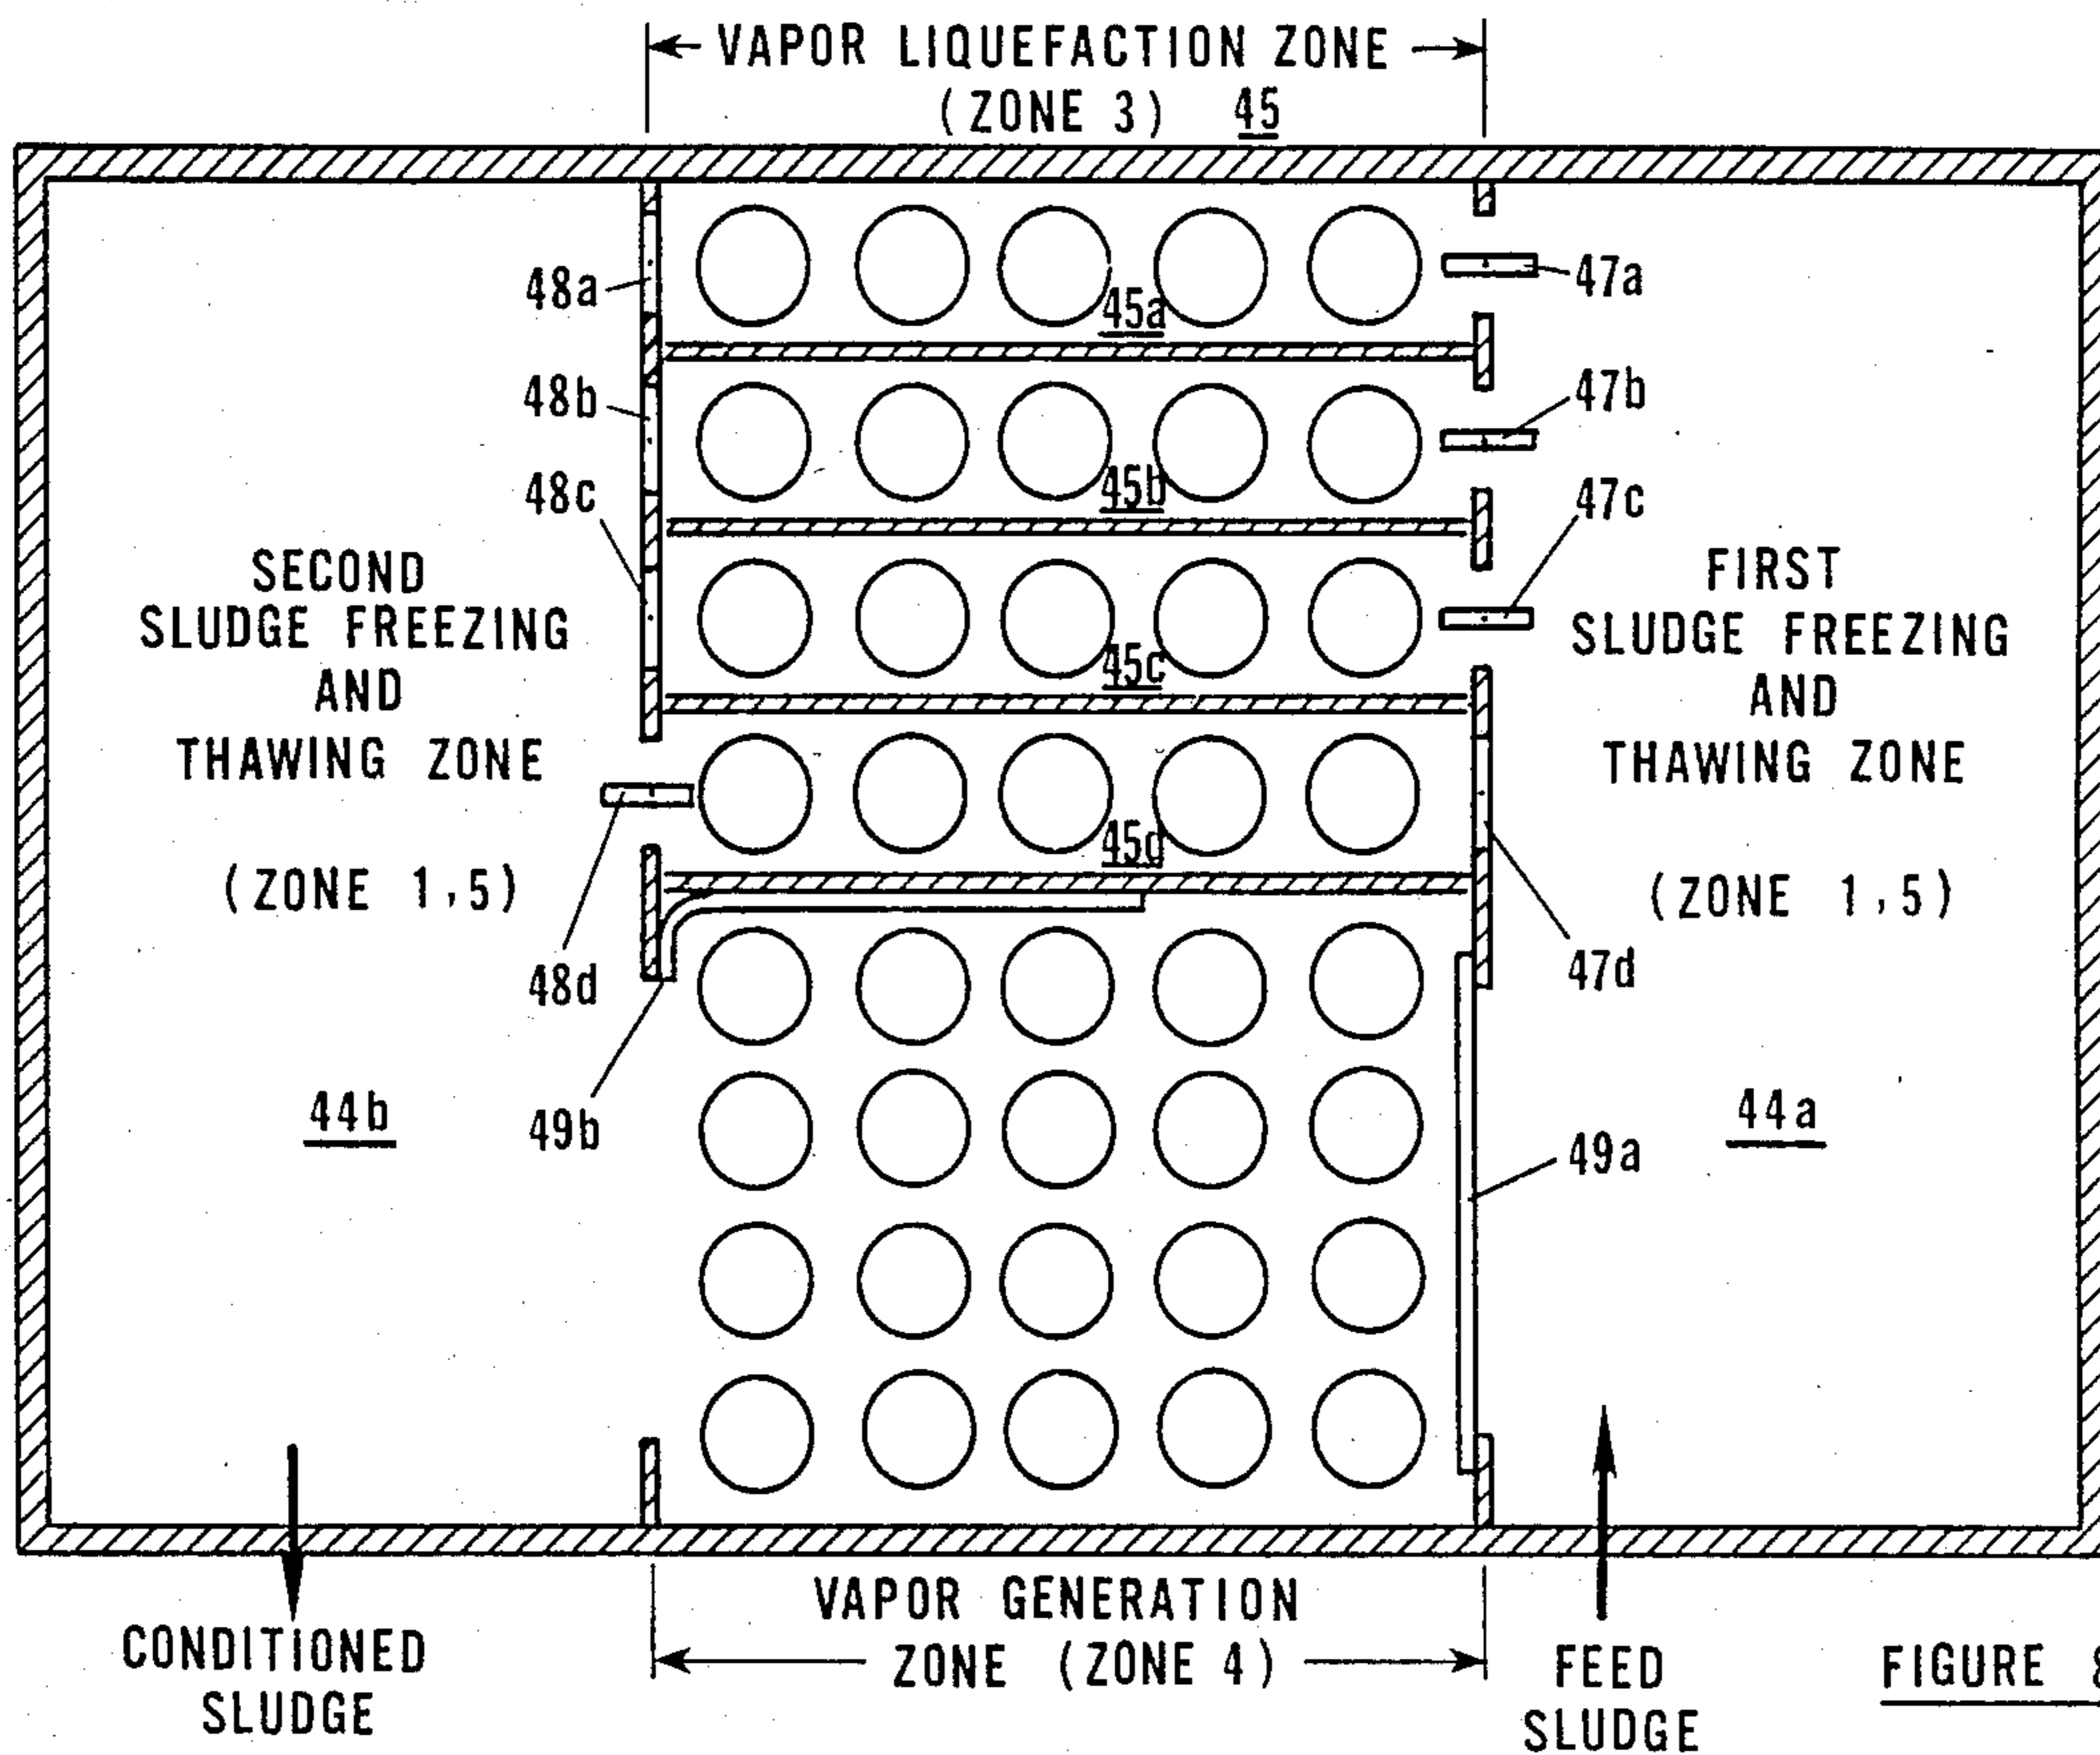 VAPOR LIQUEFACTION ZONE
(ZONE 3) 45
48a
45a
47a
48b
45b
47b
48c
45c
47c
SECOND
SLUDGE FREEZING
AND
THAWING ZONE
(ZONE 1,5)
FIRST
SLUDGE FREEZING
AND
THAWING ZONE
(ZONE 1,5)
45d
48d
47d
49b
49a
44b
44a
CONDITIONED
SLUDGE
VAPOR GENERATION
ZONE (ZONE 4)
FEED
SLUDGE
FIGURE